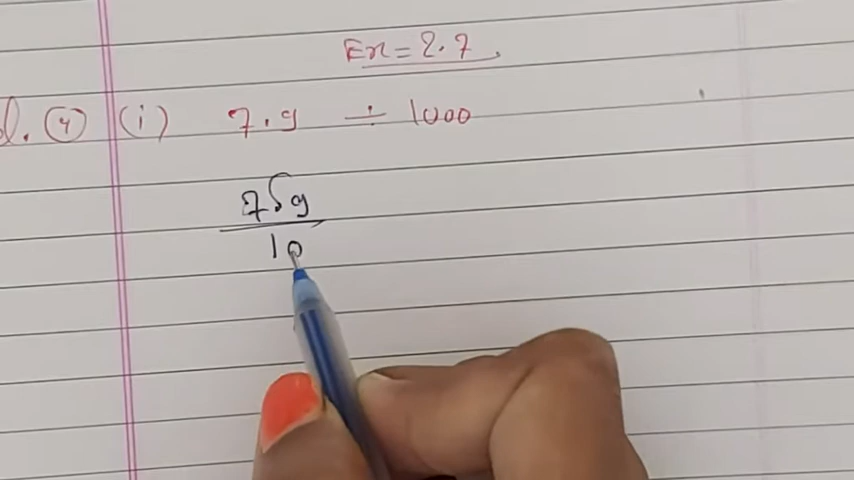 Ex = 2.7
(4) (i) 7.9 ÷ 1000
7.9
10